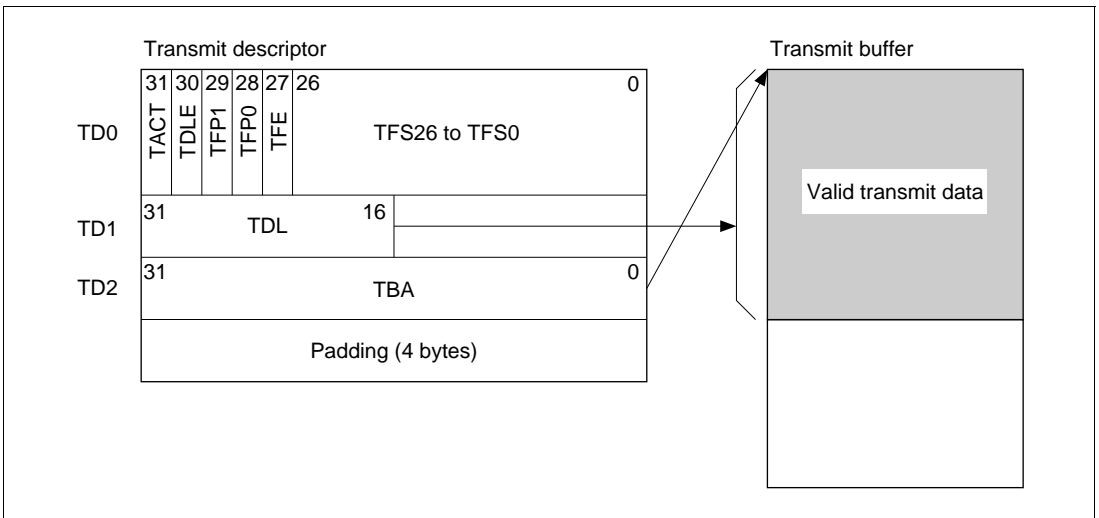 Transmit descriptor
Transmit buffer
31 30 29 28 27 26 0
TD0
TACT
TDLE
TFP1
TFP0
TFE
TFS26 to TFS0
Valid transmit data
31 16
TD1
TDL
31 0
TD2
TBA
Padding (4 bytes)